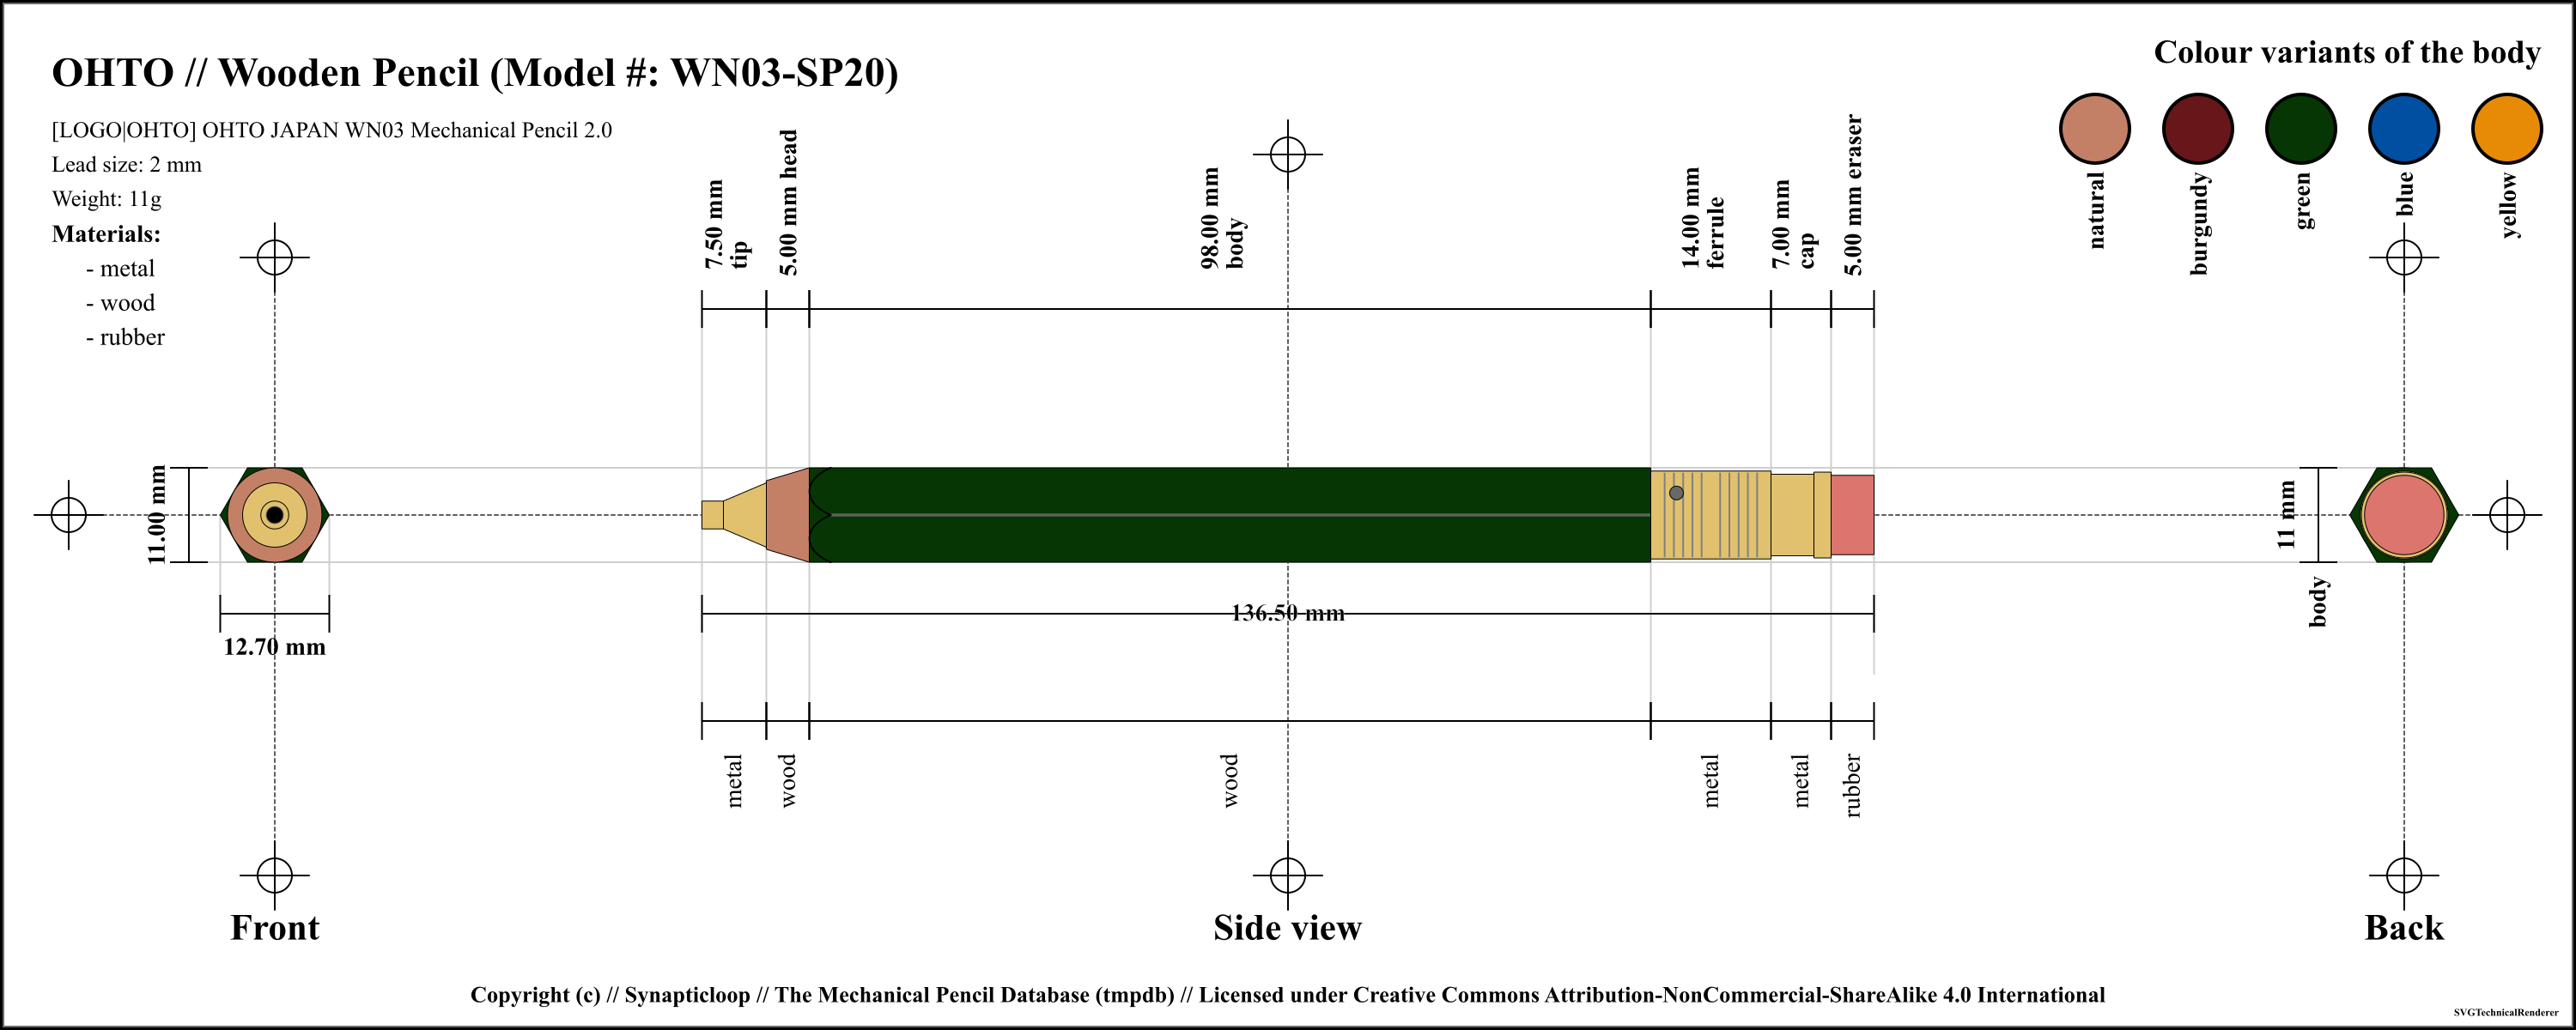 OHTO // Wooden Pencil (Model #: WN03-SP20)
Colour variants of the body
[LOGO|OHTO] OHTO JAPAN WN03 Mechanical Pencil 2.0
Lead size: 2 mm
Weight: 11g
Materials:
- metal
- wood
- rubber
natural
burgundy
green
blue
yellow
7.50 mm
tip
5.00 mm head
98.00 mm
body
14.00 mm
ferrule
7.00 mm
cap
5.00 mm eraser
11.00 mm
12.70 mm
136.50 mm
11 mm
body
metal
wood
wood
metal
metal
rubber
Front
Side view
Back
Copyright (c) // Synapticloop // The Mechanical Pencil Database (tmpdb) // Licensed under Creative Commons Attribution-NonCommercial-ShareAlike 4.0 International
SVGTechnicalRenderer